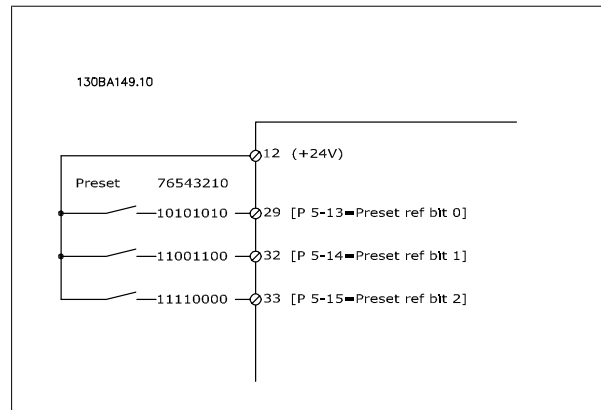 130BA149.10
12 (+24V)
Preset 76543210
10101010 29 [P 5-13=Preset ref bit 0]
11001100 32 [P 5-14=Preset ref bit 1]
11110000 33 [P 5-15=Preset ref bit 2]